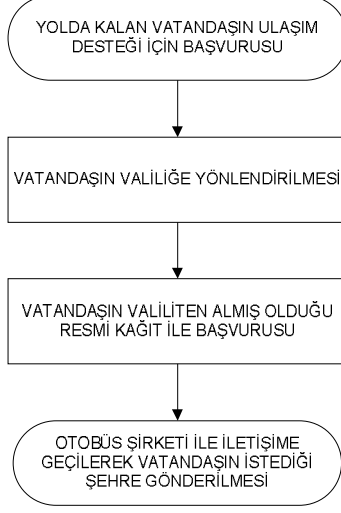 YOLDA KALAN VATANDAŞIN ULAŞIM
DESTEĞİ İÇİN BAŞVURUSU
VATANDAŞIN VALİLİĞE YÖNLENDİRİLMESİ
VATANDAŞIN VALİLİTEN ALMIŞ OLDUĞU
RESMİ KAĞIT İLE BAŞVURUSU
OTOBÜS ŞİRKETİ İLE İLETİŞİME
GEÇİLEREK VATANDAŞIN İSTEDİĞİ
ŞEHRE GÖNDERİLMESİ